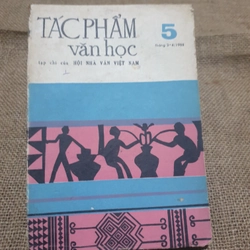 TÁC PHẨM
văn học
5
tạp chí của HỘI NHÀ VĂN VIỆT NAM